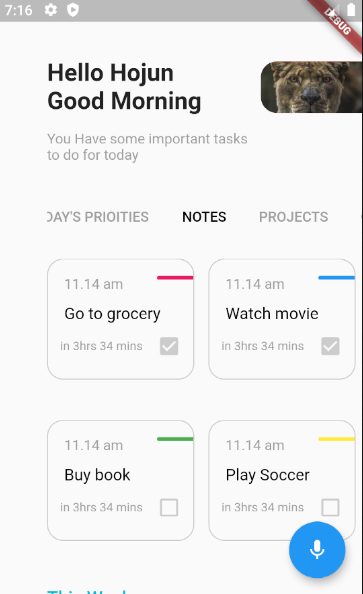 7:16
DEBUG
Hello Hojun
Good Morning
You Have some important tasks
to do for today
DAY'S PRIOITIES NOTES PROJECTS
11.14 am
Go to grocery
in 3hrs 34 mins
11.14 am
Watch movie
in 3hrs 34 mins
11.14 am
Buy book
in 3hrs 34 mins
11.14 am
Play Soccer
in 3hrs 34 mins
This Week